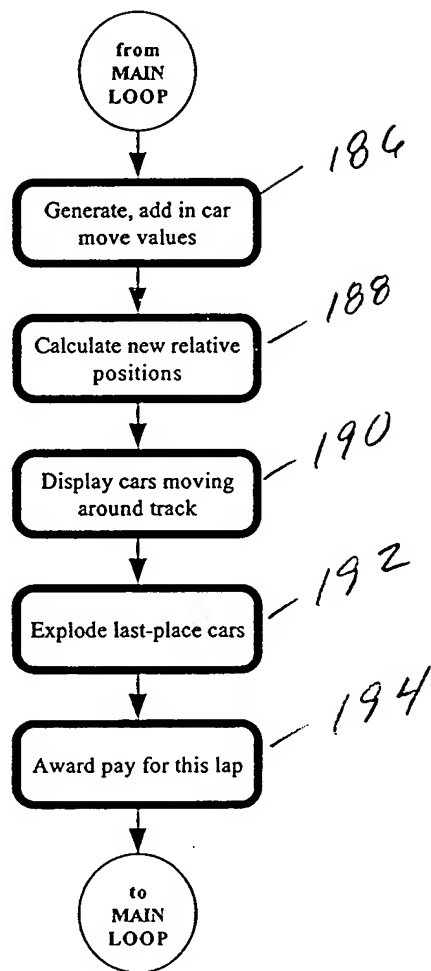 from
MAIN
LOOP
186
Generate, add in car
move values
188
Calculate new relative
positions
190
Display cars moving
around track
192
Explode last-place cars
194
Award pay for this lap
to
MAIN
LOOP